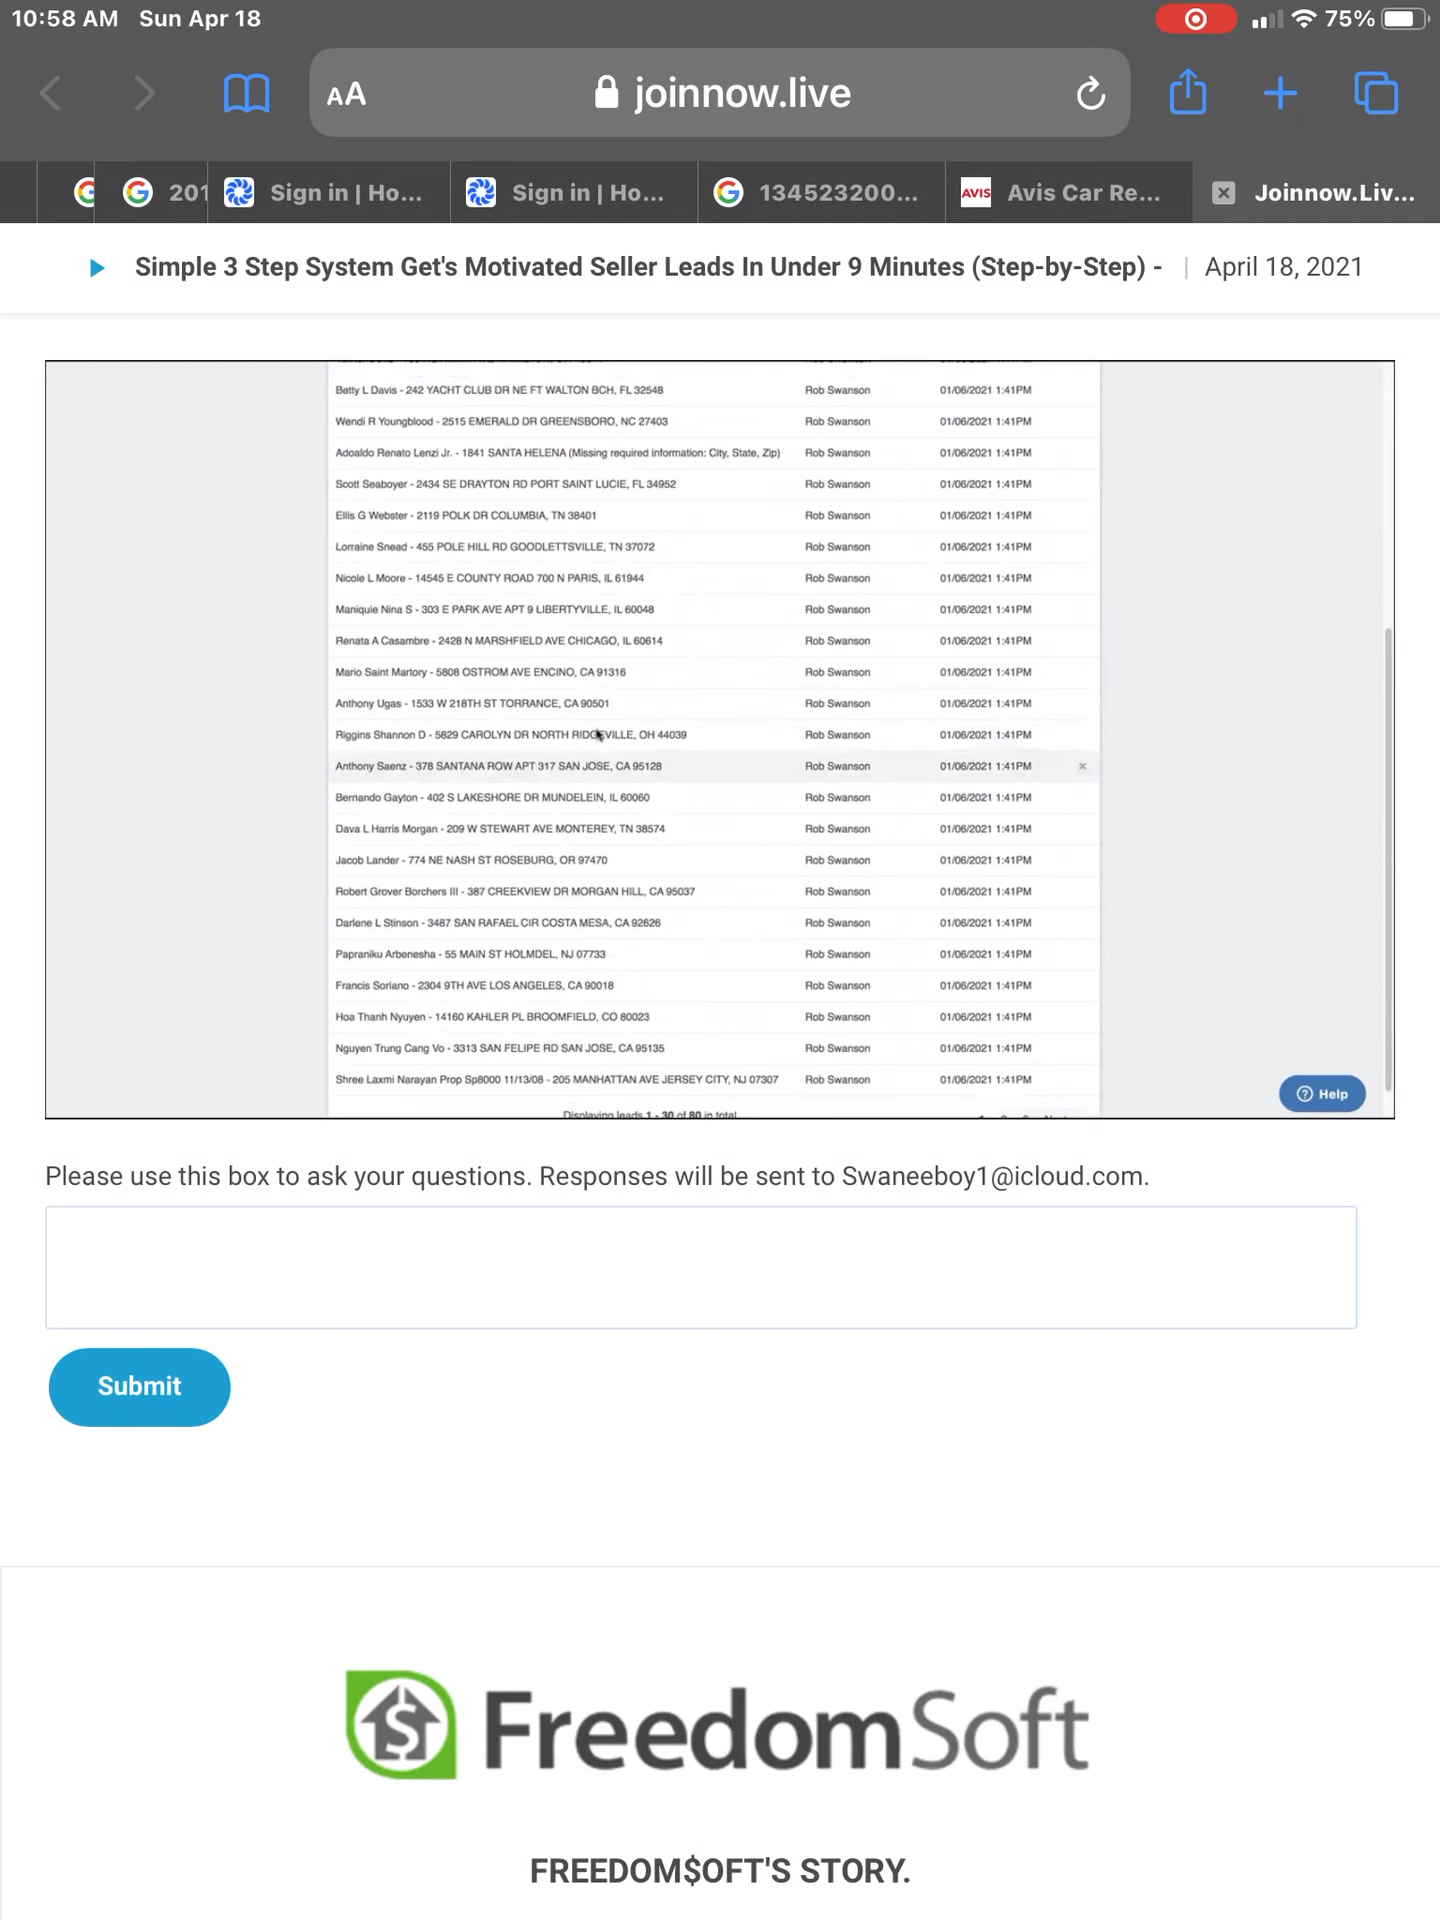 10:58 AM Sun Apr 18 75%
AA joinnow.live
201 Sign in | Ho... Sign in | Ho... 134523200... AVIS Avis Car Re... Joinnow.Liv...
Simple 3 Step System Get's Motivated Seller Leads In Under 9 Minutes (Step-by-Step) - | April 18, 2021
Betty L Davis - 242 YACHT CLUB DR NE FT WALTON BCH, FL 32548 Rob Swanson 01/06/2021 1:41PM
Wendi R Youngblood - 2515 EMERALD DR GREENSBORO, NC 27403 Rob Swanson 01/06/2021 1:41PM
Adoaldo Renato Lenzi Jr. - 1841 SANTA HELENA (Missing required information: City, State, Zip) Rob Swanson 01/06/2021 1:41PM
Scott Seaboyer - 2434 SE DRAYTON RD PORT SAINT LUCIE, FL 34952 Rob Swanson 01/06/2021 1:41PM
Ellis G Webster - 2119 POLK DR COLUMBIA, TN 38401 Rob Swanson 01/06/2021 1:41PM
Lorraine Snead - 455 POLE HILL RD GOODLETTSVILLE, TN 37072 Rob Swanson 01/06/2021 1:41PM
Nicole L Moore - 14545 E COUNTY ROAD 700 N PARIS, IL 61944 Rob Swanson 01/06/2021 1:41PM
Maniquie Nina S - 303 E PARK AVE APT 9 LIBERTYVILLE, IL 60048 Rob Swanson 01/06/2021 1:41PM
Renata A Casambre - 2428 N MARSHFIELD AVE CHICAGO, IL 60614 Rob Swanson 01/06/2021 1:41PM
Mario Saint Martory - 5808 OSTROM AVE ENCINO, CA 91316 Rob Swanson 01/06/2021 1:41PM
Anthony Ugas - 1533 W 218TH ST TORRANCE, CA 90501 Rob Swanson 01/06/2021 1:41PM
Riggins Shannon D - 5829 CAROLYN DR NORTH RIDGEVILLE, OH 44039 Rob Swanson 01/06/2021 1:41PM
Anthony Saenz - 378 SANTANA ROW APT 317 SAN JOSE, CA 95128 Rob Swanson 01/06/2021 1:41PM
Bernando Gayton - 402 S LAKESHORE DR MUNDELEIN, IL 60060 Rob Swanson 01/06/2021 1:41PM
Dava L Harris Morgan - 209 W STEWART AVE MONTEREY, TN 38574 Rob Swanson 01/06/2021 1:41PM
Jacob Lander - 774 NE NASH ST ROSEBURG, OR 97470 Rob Swanson 01/06/2021 1:41PM
Robert Grover Borchers III - 387 CREEKVIEW DR MORGAN HILL, CA 95037 Rob Swanson 01/06/2021 1:41PM
Darlene L Stinson - 3487 SAN RAFAEL CIR COSTA MESA, CA 92626 Rob Swanson 01/06/2021 1:41PM
Papraniku Arbenesha - 55 MAIN ST HOLMDEL, NJ 07733 Rob Swanson 01/06/2021 1:41PM
Francis Soriano - 2304 9TH AVE LOS ANGELES, CA 90018 Rob Swanson 01/06/2021 1:41PM
Hoa Thanh Nyuyen - 14160 KAHLER PL BROOMFIELD, CO 80023 Rob Swanson 01/06/2021 1:41PM
Nguyen Trung Cang Vo - 3313 SAN FELIPE RD SAN JOSE, CA 95135 Rob Swanson 01/06/2021 1:41PM
Shree Laxmi Narayan Prop Sp8000 11/13/08 - 205 MANHATTAN AVE JERSEY CITY, NJ 07307 Rob Swanson 01/06/2021 1:41PM
Displaying leads 1 - 30 of 80 in total
Help
Please use this box to ask your questions. Responses will be sent to Swaneeboy1@icloud.com.
Submit
FreedomSoft
FREEDOM$OFT'S STORY.